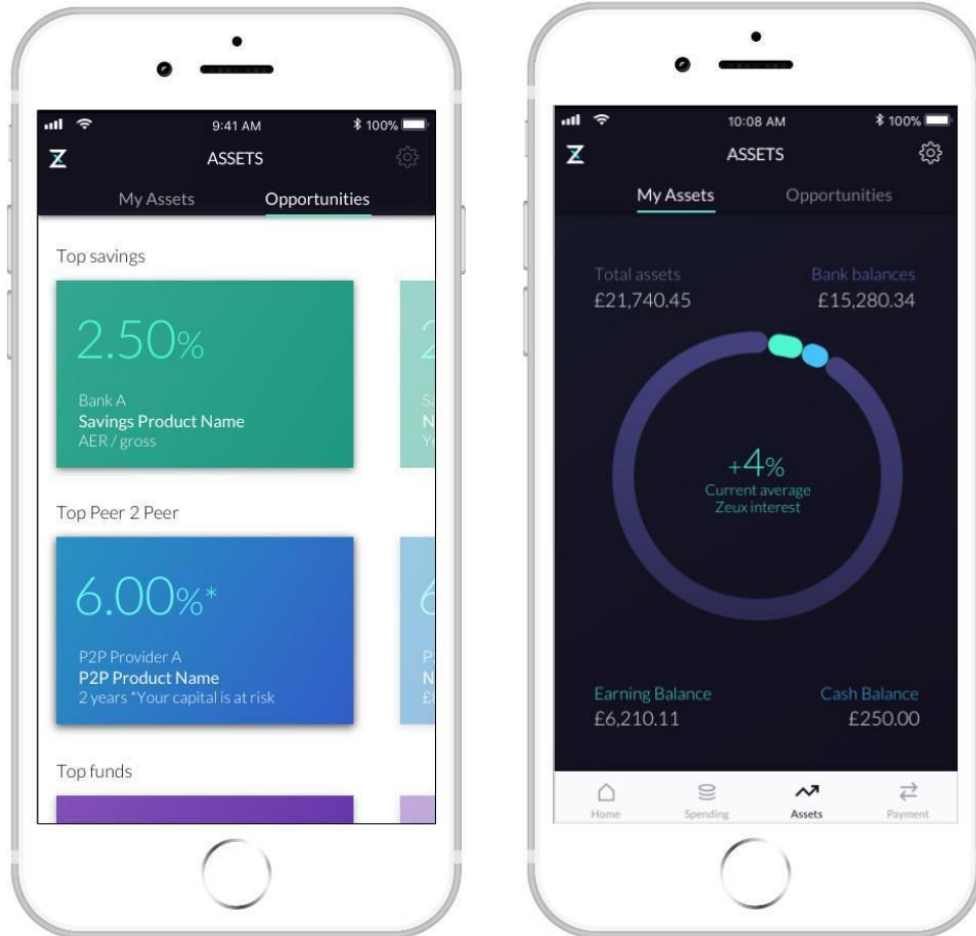 9:41 AM
100%
ASSETS
My Assets
Opportunities
Top savings
2.50%
Bank A
Savings Product Name
AER / gross
Top Peer 2 Peer
6.00%*
P2P Provider A
P2P Product Name
2 years *Your capital is at risk
Top funds
10:08 AM
100%
ASSETS
My Assets
Opportunities
Total assets
£21,740.45
Bank balances
£15,280.34
+4%
Current average
Zeux interest
Earning Balance
£6,210.11
Cash Balance
£250.00
Home
Spending
Assets
Payment